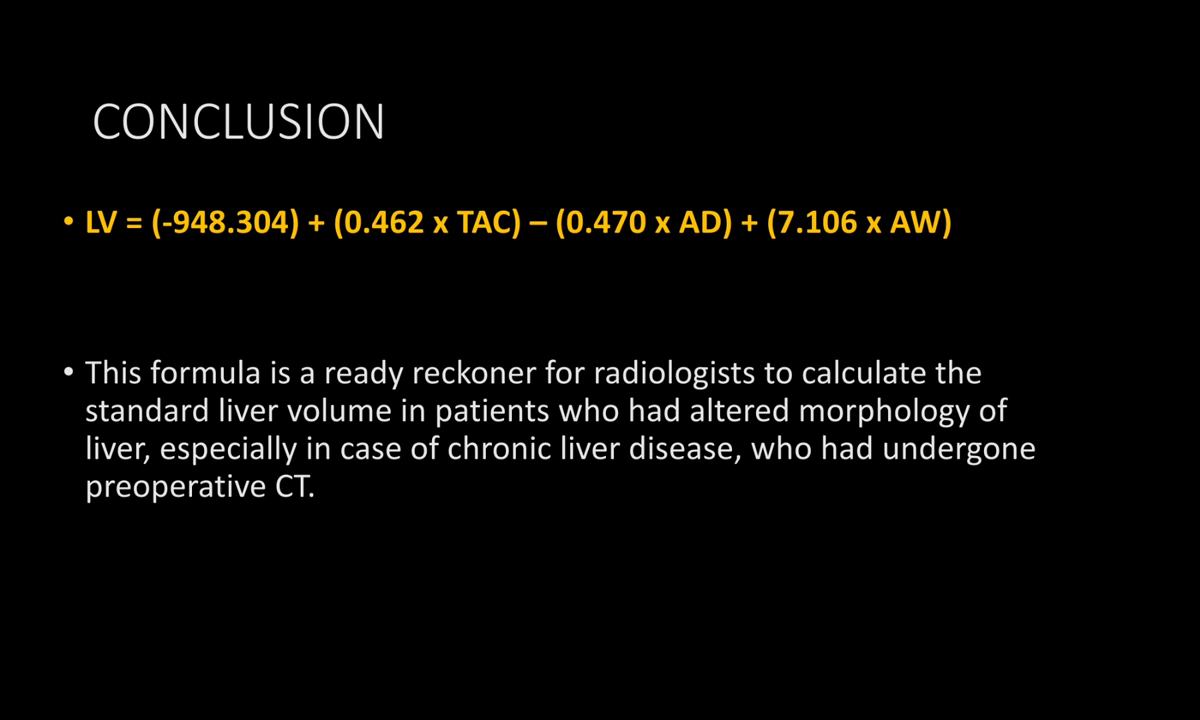 CONCLUSION
• LV = (-948.304) + (0.462 x TAC) – (0.470 x AD) + (7.106 x AW)
• This formula is a ready reckoner for radiologists to calculate the
standard liver volume in patients who had altered morphology of
liver, especially in case of chronic liver disease, who had undergone
preoperative CT.